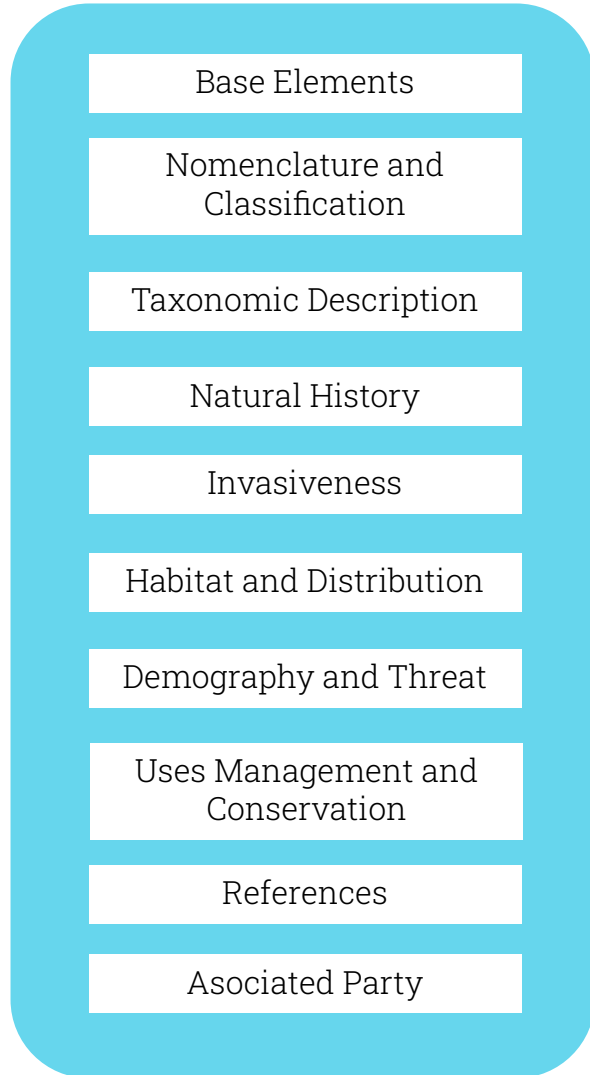 Base Elements
Nomenclature and
Classification
Taxonomic Description
Natural History
Invasiveness
Habitat and Distribution
Demography and Threat
Uses Management and
Conservation
References
Asociated Party